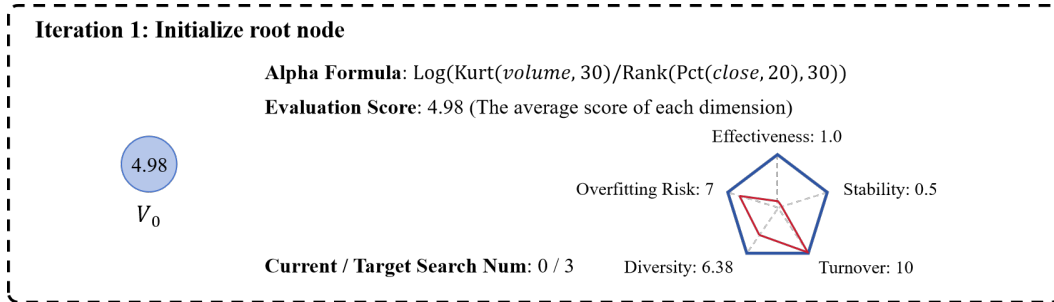 Iteration 1: Initialize root node
Alpha Formula: Log(Kurt(volume, 30)/Rank(Pct(close, 20), 30))
Evaluation Score: 4.98 (The average score of each dimension)
Effectiveness: 1.0
4.98
Overfitting Risk: 7
Stability: 0.5
V₀
Current / Target Search Num: 0 / 3
Diversity: 6.38
Turnover: 10